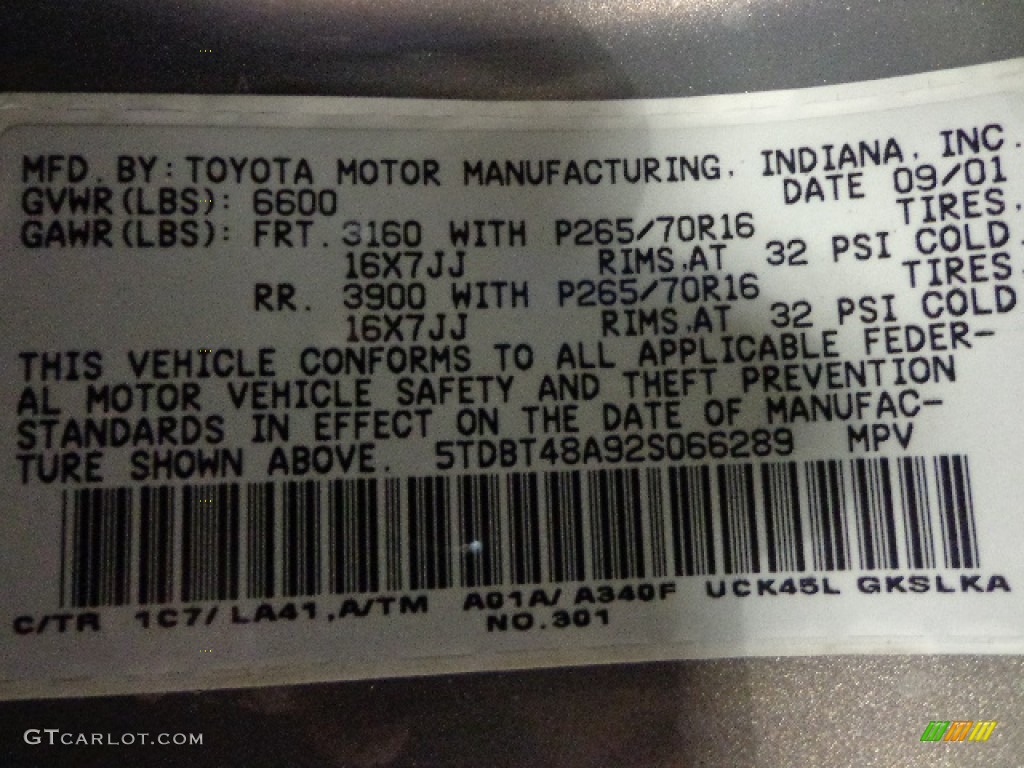 MFD. BY: TOYOTA MOTOR MANUFACTURING, INDIANA, INC.
GVWR(LBS): 6600 DATE 09/01
GAWR(LBS): FRT. 3160 WITH P265/70R16 TIRES,
16X7JJ RIMS,AT 32 PSI COLD.
RR. 3900 WITH P265/70R16 TIRES,
16X7JJ RIMS,AT 32 PSI COLD
THIS VEHICLE CONFORMS TO ALL APPLICABLE FEDER-
AL MOTOR VEHICLE SAFETY AND THEFT PREVENTION
STANDARDS IN EFFECT ON THE DATE OF MANUFAC-
TURE SHOWN ABOVE. 5TDBT48A92S066289 MPV
C/TR 1C7/ LA41,A/TM A01A/ A340F UCK45L GKSLKA
NO.301
GTCARLOT.COM